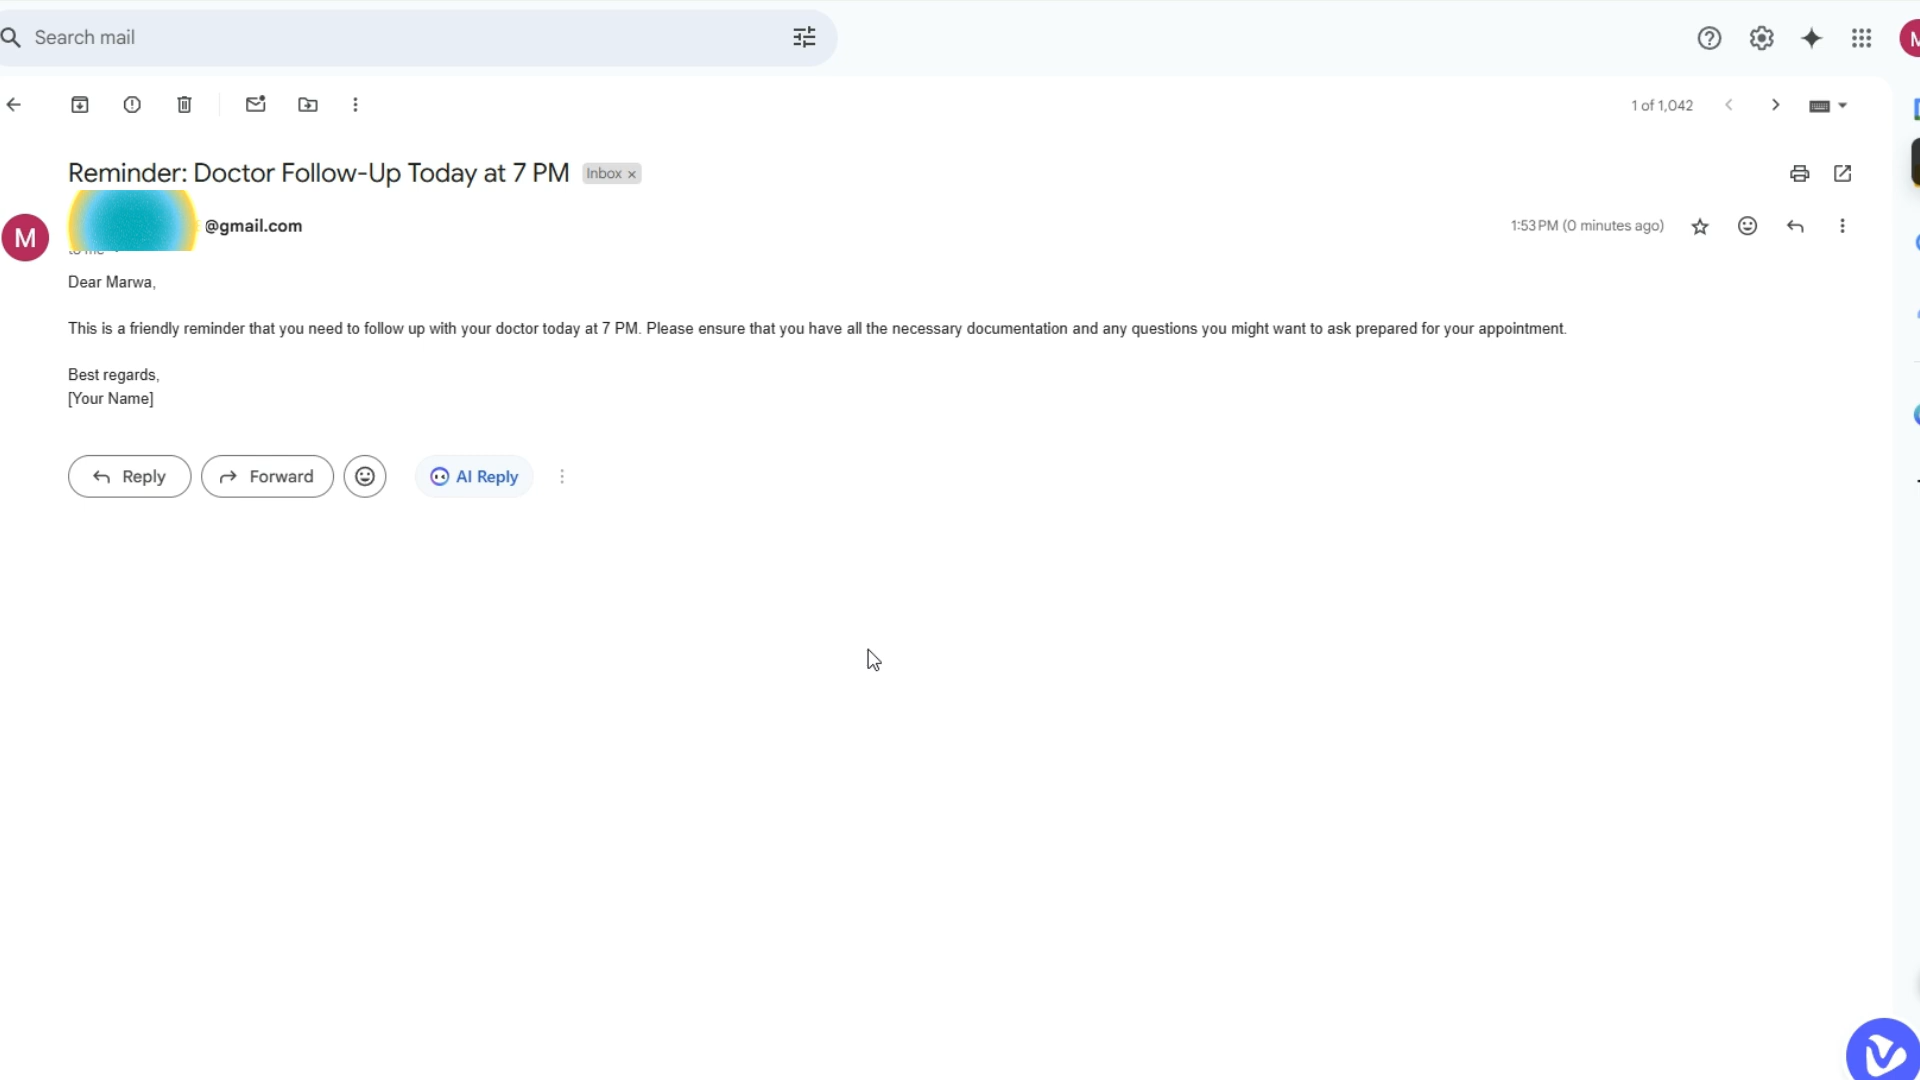 Search mail
1 of 1,042
Reminder: Doctor Follow-Up Today at 7 PM Inbox x
M @gmail.com 1:53 PM (0 minutes ago)
Dear Marwa,
This is a friendly reminder that you need to follow up with your doctor today at 7 PM. Please ensure that you have all the necessary documentation and any questions you might want to ask prepared for your appointment.
Best regards,
[Your Name]
Reply Forward AI Reply